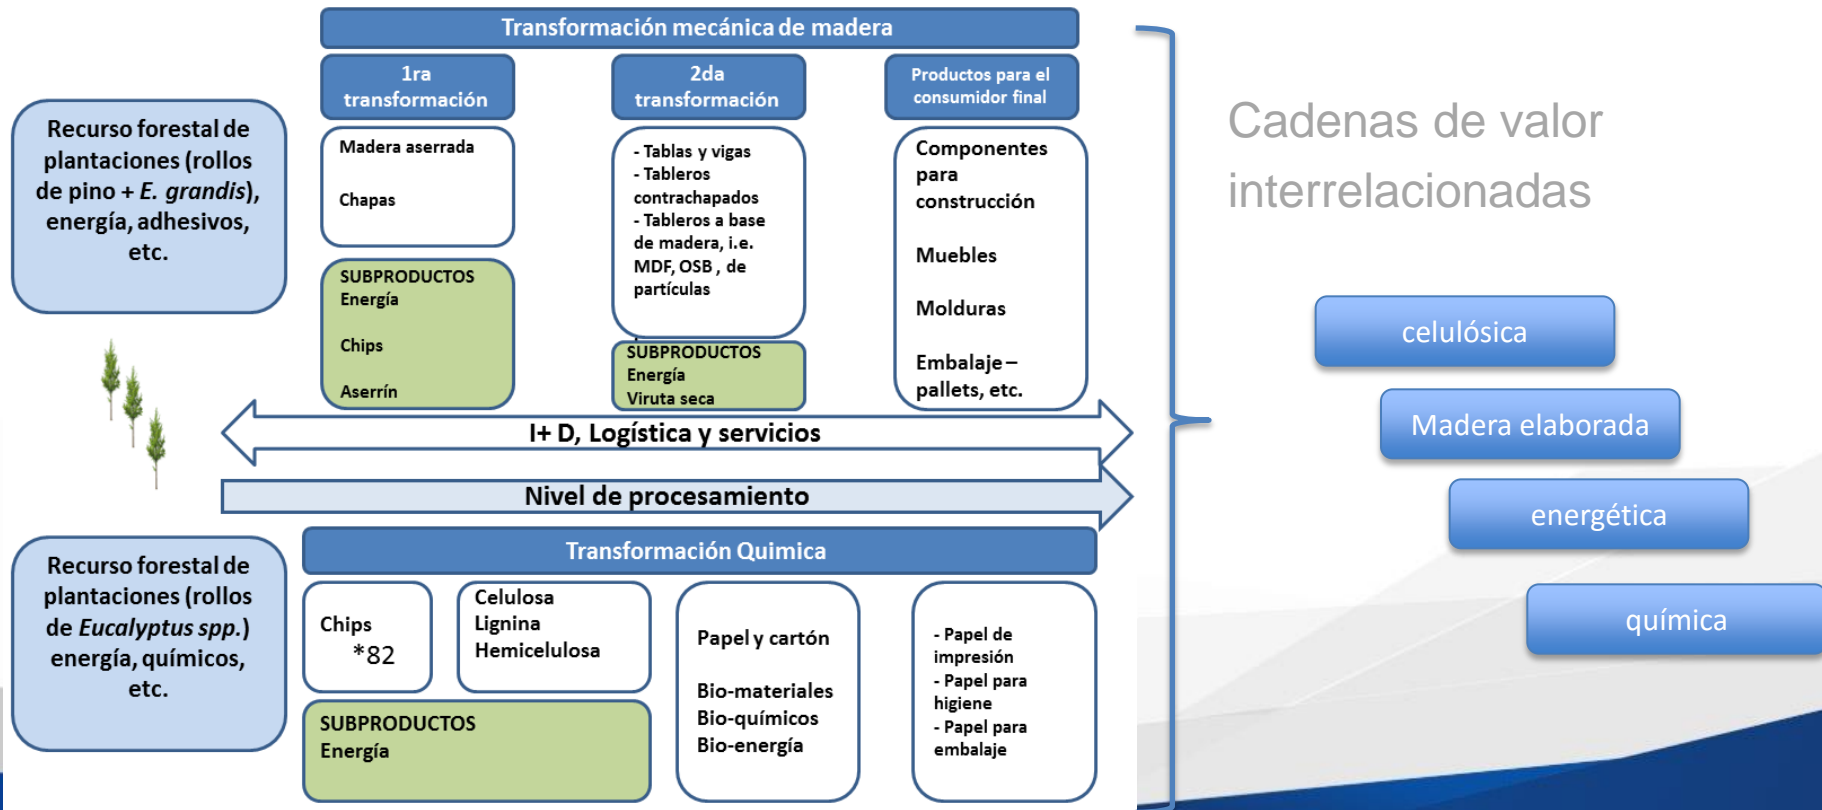 Transformación mecánica de madera
1ra
transformación
2da
transformación
Productos para el
consumidor final
Recurso forestal de
plantaciones (rollos
de pino + E. grandis),
energía, adhesivos,
etc.
Madera aserrada
Chapas
SUBPRODUCTOS
Energía
Chips
Aserrín
- Tablas y vigas
- Tableros
contrachapados
- Tableros a base
de madera, i.e.
MDF, OSB , de
partículas
SUBPRODUCTOS
Energía
Viruta seca
Componentes
para
construcción
Muebles
Molduras
Embalaje –
pallets, etc.
I+ D, Logística y servicios
Nivel de procesamiento
Transformación Quimica
Recurso forestal de
plantaciones (rollos
de Eucalyptus spp.)
energía, químicos,
etc.
Chips
*82
Celulosa
Lignina
Hemicelulosa
SUBPRODUCTOS
Energía
Papel y cartón
Bio-materiales
Bio-químicos
Bio-energía
- Papel de
impresión
- Papel para
higiene
- Papel para
embalaje
Cadenas de valor
interrelacionadas
celulósica
Madera elaborada
energética
química